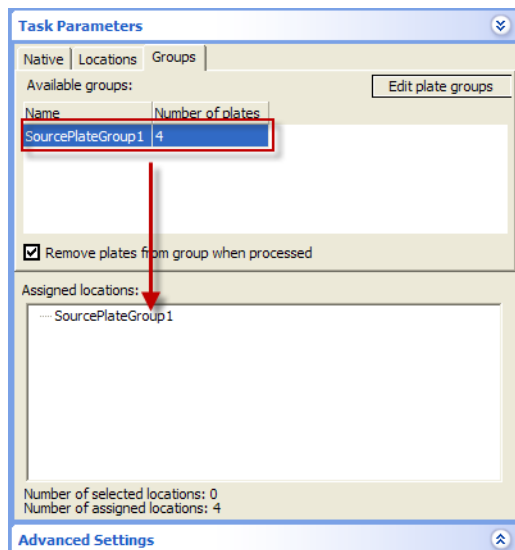 Task Parameters
Native Locations Groups
Available groups: Edit plate groups
Name Number of plates
SourcePlateGroup1 4
Remove plates from group when processed
Assigned locations:
SourcePlateGroup1
Number of selected locations: 0
Number of assigned locations: 4
Advanced Settings